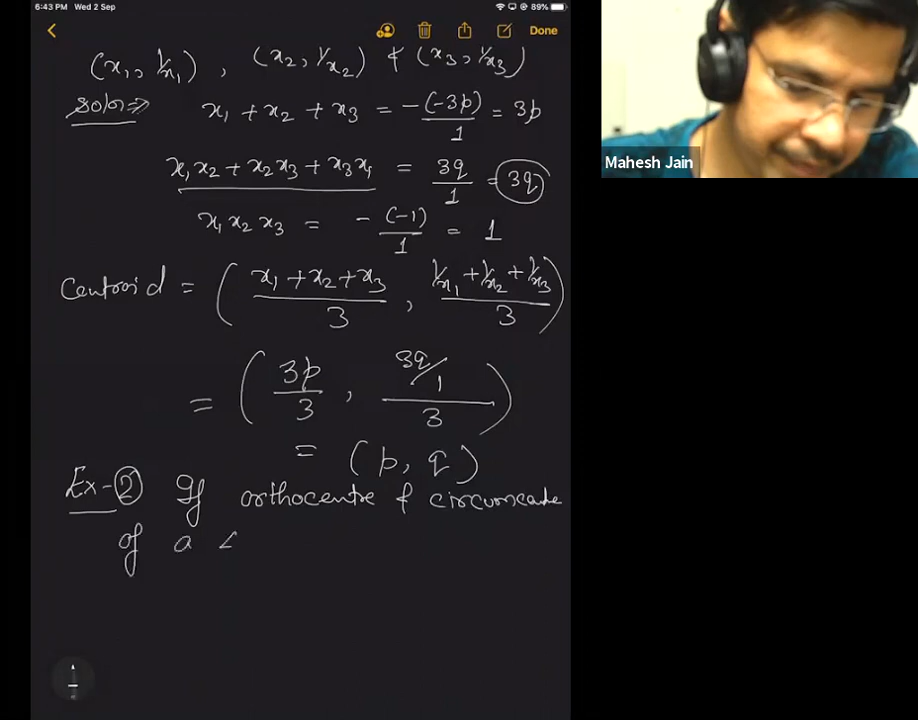 6:43 PM Wed 2 Sep 89%
Done
(x₁, 1/x₁), (x₂, 1/x₂) & (x₃, 1/x₃)
Soln ⇒ x₁ + x₂ + x₃ = -(-3p)/1 = 3p
x₁x₂ + x₂x₃ + x₃x₁ = 3q/1 = 3q
x₁x₂x₃ = -(-1)/1 = 1
Centroid = ((x₁+x₂+x₃)/3, (1/x₁+1/x₂+1/x₃)/3)
= (3p/3, (3q/1)/3)
= (p, q)
Ex-② If orthocentre & circumcentre
of a
Mahesh Jain